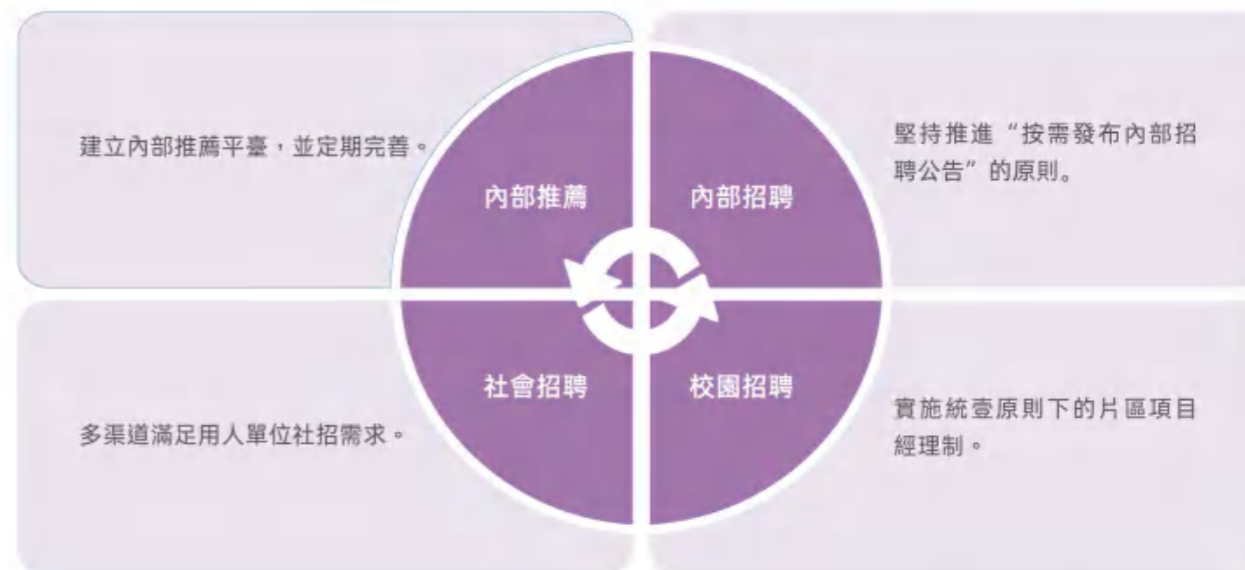 建立內部推薦平臺，並定期完善。
內部推薦
內部招聘
堅持推進“按需發布內部招
聘公告”的原則。
多渠道滿足用人單位社招需求。
社會招聘
校園招聘
實施統壹原則下的片區項目
經理制。